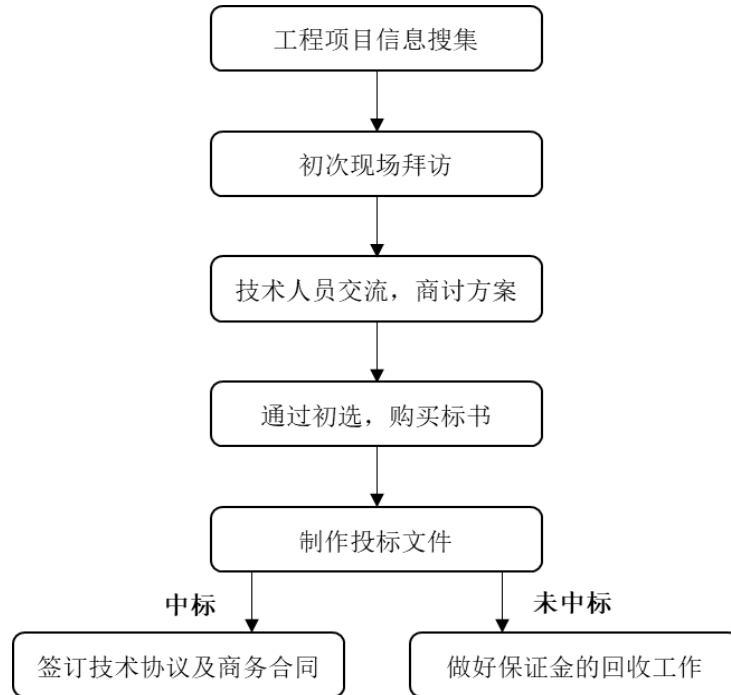 工程项目信息搜集
初次现场拜访
技术人员交流，商讨方案
通过初选，购买标书
制作投标文件
中标
未中标
签订技术协议及商务合同
做好保证金的回收工作